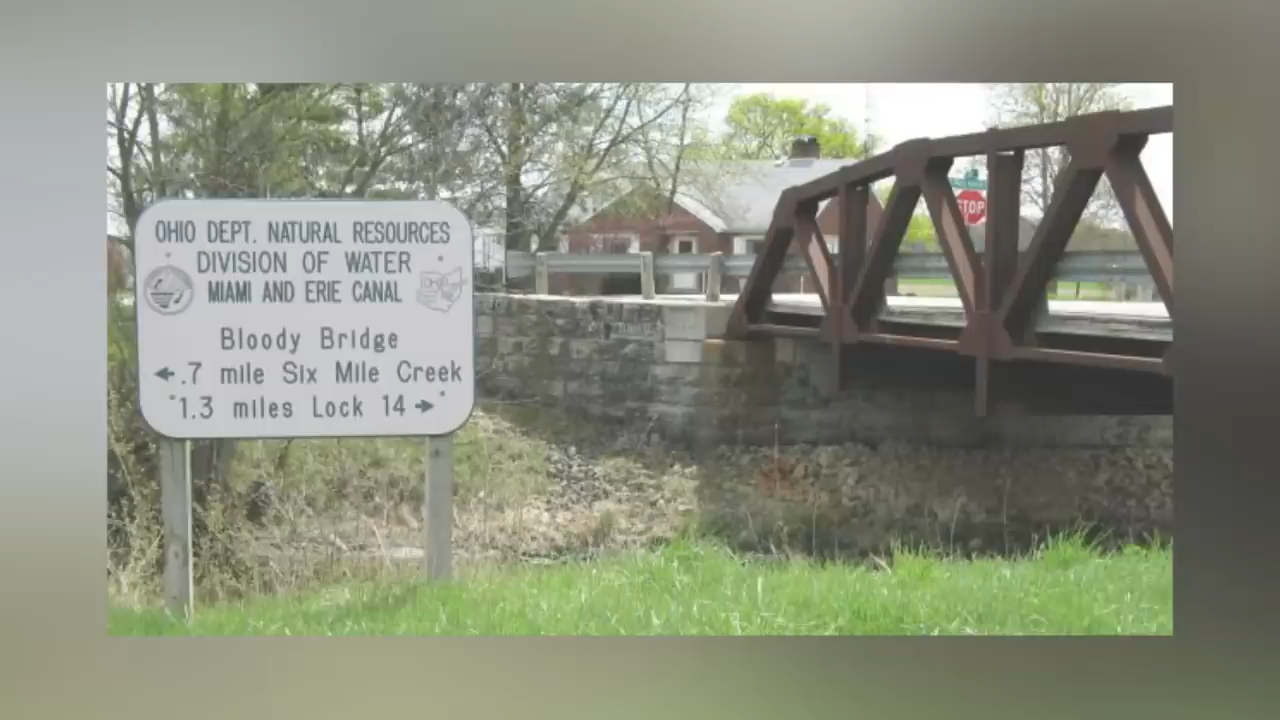 OHIO DEPT. NATURAL RESOURCES
DIVISION OF WATER
MIAMI AND ERIE CANAL
Bloody Bridge
←.7 mile Six Mile Creek
1.3 miles Lock 14→
STOP